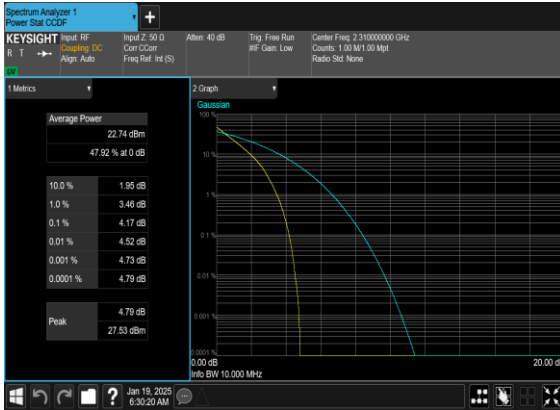 Spectrum Analyzer 1
Power Stat CCDF
KEYSIGHT
R T
Input: RF
Coupling: DC
Align: Auto
Input Z: 50 Ω
Corr CCorr
Freq Ref: Int (S)
Atten: 40 dB
Trig: Free Run
#IF Gain: Low
Center Freq: 2.310000000 GHz
Counts: 1.00 M/1.00 Mpt
Radio Std: None
1 Metrics
Average Power
22.74 dBm
47.92 % at 0 dB
10.0 % 1.95 dB
1.0 % 3.46 dB
0.1 % 4.17 dB
0.01 % 4.52 dB
0.001 % 4.73 dB
0.0001 % 4.79 dB
Peak
4.79 dB
27.53 dBm
2 Graph
Gaussian
100 %
10 %
1 %
0.1 %
0.01 %
0.001 %
0.0001 %
0.00 dB
20.00 d
Info BW 10.000 MHz
?
Jan 19, 2025
6:30:20 AM